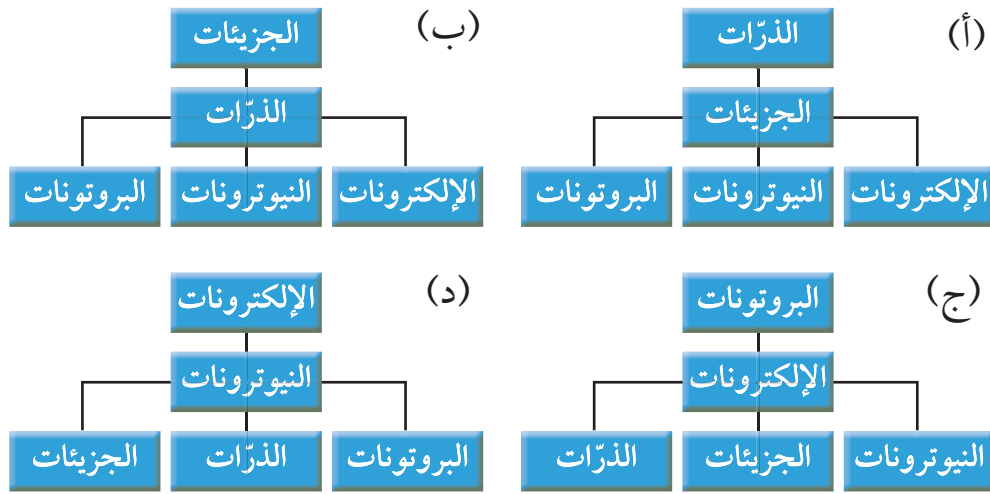 (أ)
الذرّات
الجزيئات
الإلكترونات
النيوترونات
البروتونات
(ب)
الجزيئات
الذرّات
الإلكترونات
النيوترونات
البروتونات
(ج)
البروتونات
الإلكترونات
النيوترونات
الجزيئات
الذرّات
(د)
الإلكترونات
النيوترونات
البروتونات
الذرّات
الجزيئات